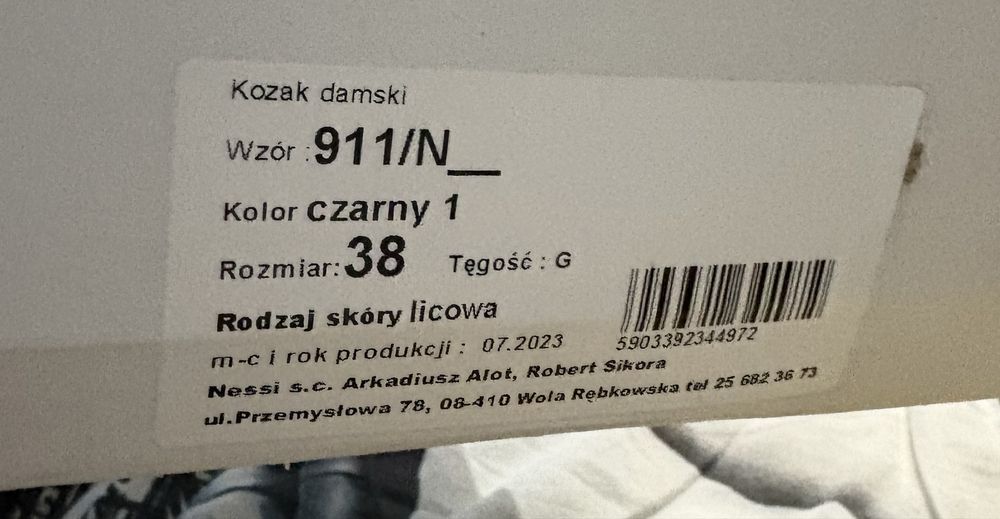 Kozak damski
Wzór : 911/N__
Kolor czarny 1
Rozmiar: 38 Tęgość : G
Rodzaj skóry licowa
m-c i rok produkcji : 07.2023
5903392344972
Nessi s.c. Arkadiusz Alot, Robert Sikora
ul.Przemysłowa 78, 08-410 Wola Rębkowska tel 25 682 36 73